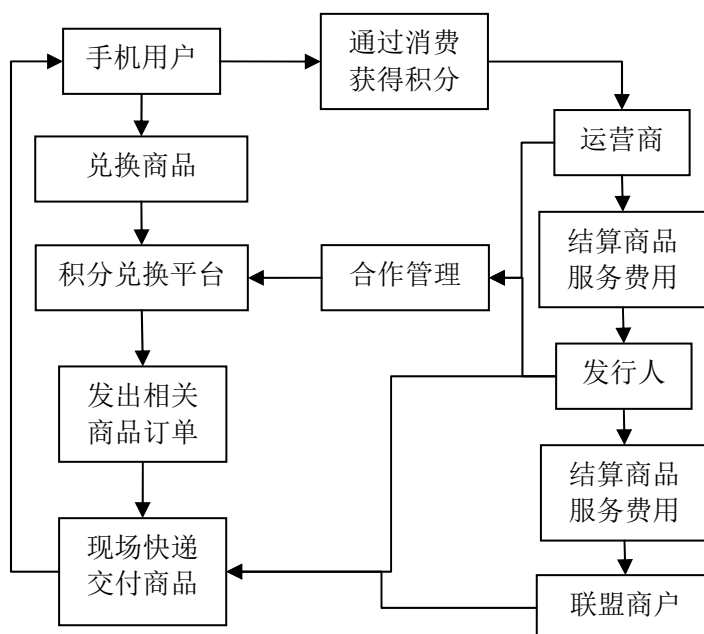 手机用户
通过消费
获得积分
运营商
兑换商品
结算商品
服务费用
积分兑换平台
合作管理
发行人
发出相关
商品订单
结算商品
服务费用
现场快递
交付商品
联盟商户